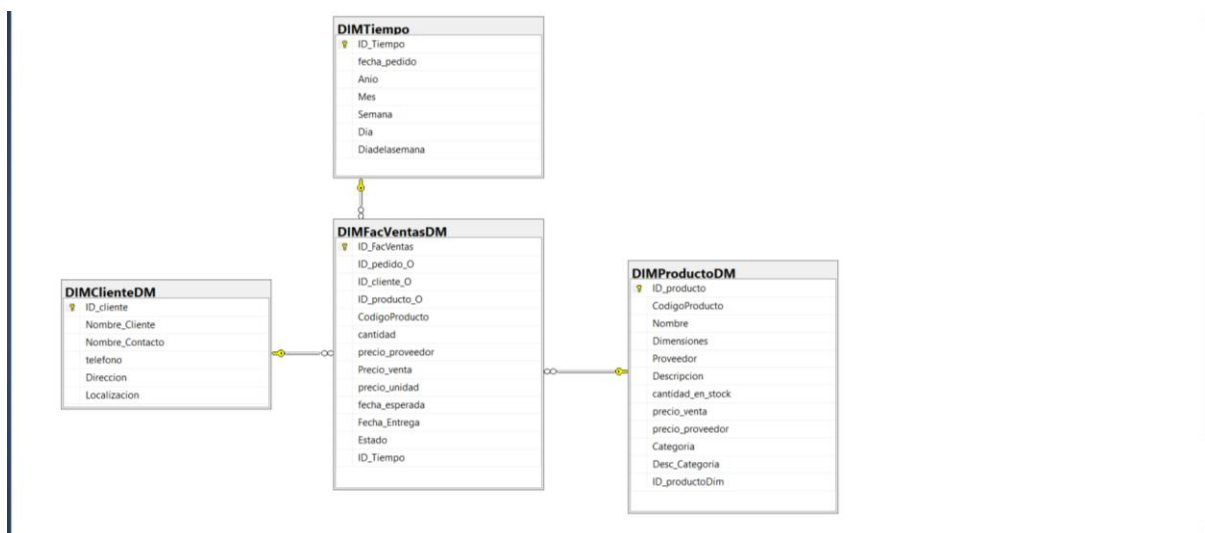 DIMTiempo
ID_Tiempo
fecha_pedido
Anio
Mes
Semana
Dia
Diadelasemana
DIMFacVentasDM
ID_FacVentas
ID_pedido_O
ID_cliente_O
ID_producto_O
CodigoProducto
cantidad
precio_proveedor
Precio_venta
precio_unidad
fecha_esperada
Fecha_Entrega
Estado
ID_Tiempo
DIMClienteDM
ID_cliente
Nombre_Cliente
Nombre_Contacto
telefono
Direccion
Localizacion
DIMProductoDM
ID_producto
CodigoProducto
Nombre
Dimensiones
Proveedor
Descripcion
cantidad_en_stock
precio_venta
precio_proveedor
Categoria
Desc_Categoria
ID_productoDim